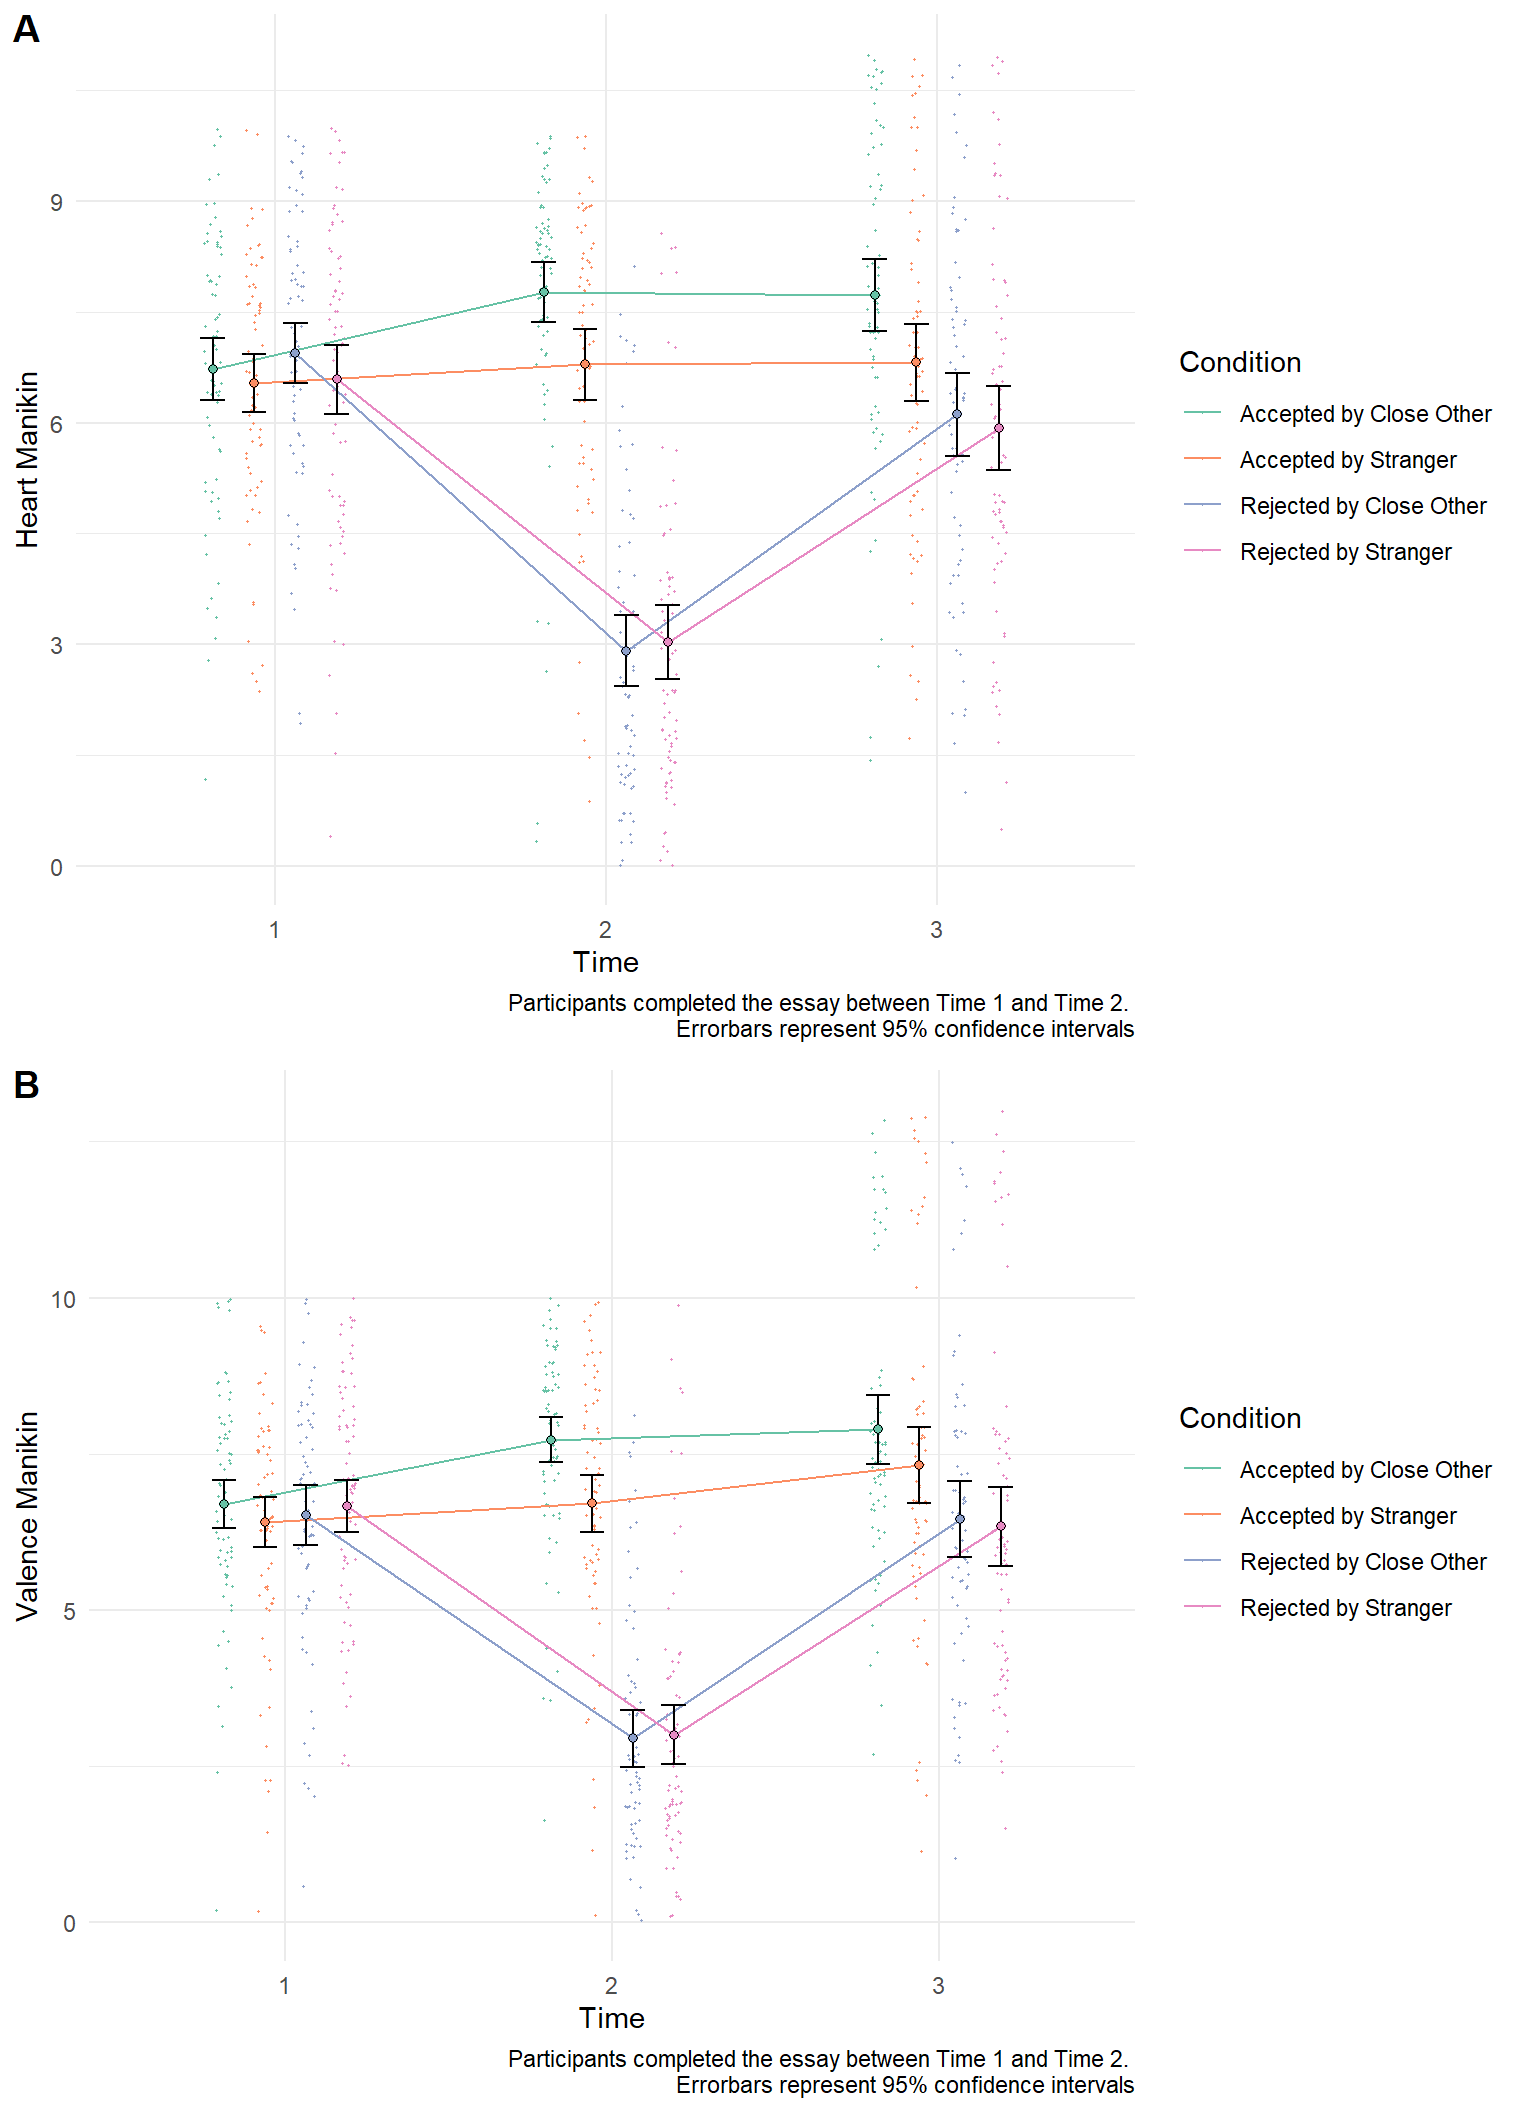 A
Heart Manikin
9
6
3
0
1
2
3
Time
Participants completed the essay between Time 1 and Time 2.
Errorbars represent 95% confidence intervals
Condition
Accepted by Close Other
Accepted by Stranger
Rejected by Close Other
Rejected by Stranger
B
Valence Manikin
10
5
0
1
2
3
Time
Participants completed the essay between Time 1 and Time 2.
Errorbars represent 95% confidence intervals
Condition
Accepted by Close Other
Accepted by Stranger
Rejected by Close Other
Rejected by Stranger